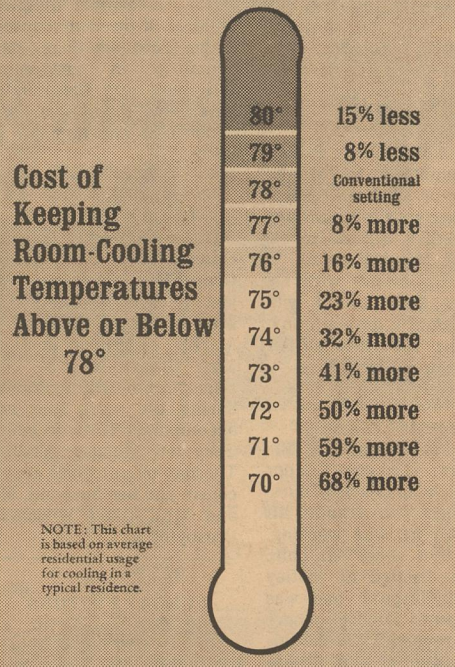 Cost of
Keeping
Room-Cooling
Temperatures
Above or Below
78°
80° 15% less
79° 8% less
78° Conventional
setting
77° 8% more
76° 16% more
75° 23% more
74° 32% more
73° 41% more
72° 50% more
71° 59% more
70° 68% more
NOTE: This chart
is based on average
residential usage
for cooling in a
typical residence.